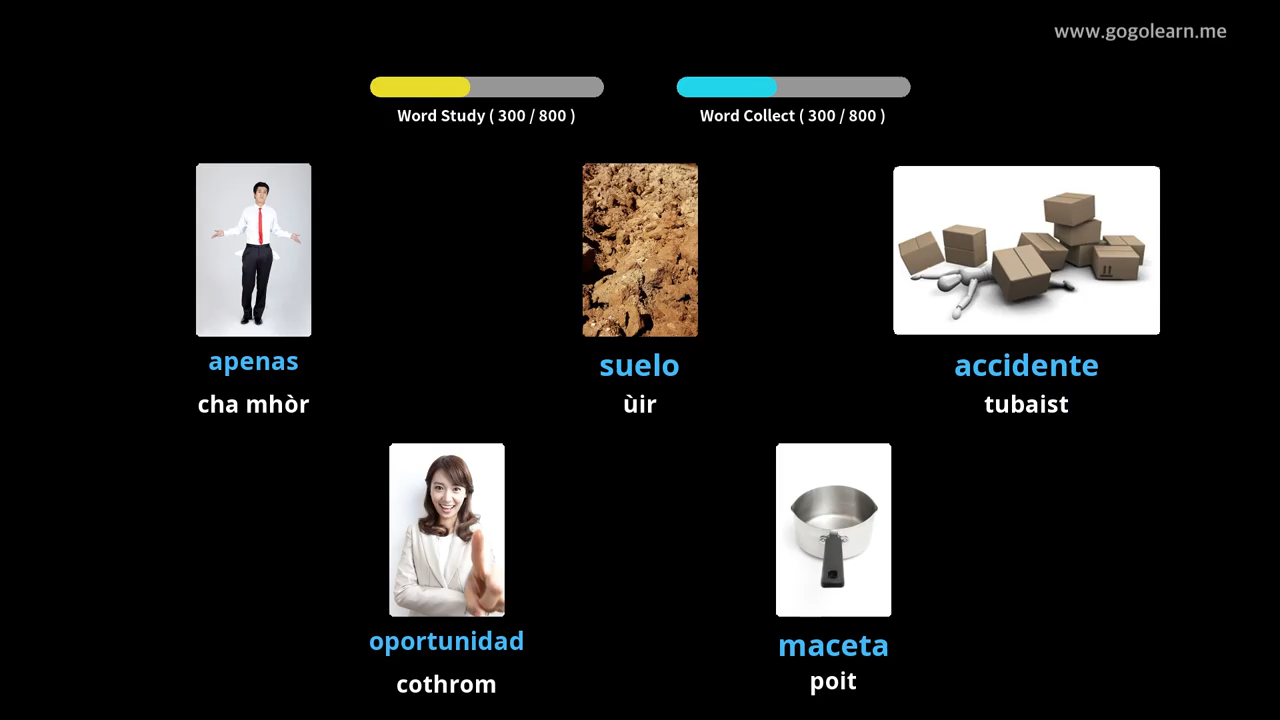 www.gogolearn.me
Word Study ( 300 / 800 )
Word Collect ( 300 / 800 )
apenas
cha mhòr
suelo
ùir
accidente
tubaist
oportunidad
cothrom
maceta
poit